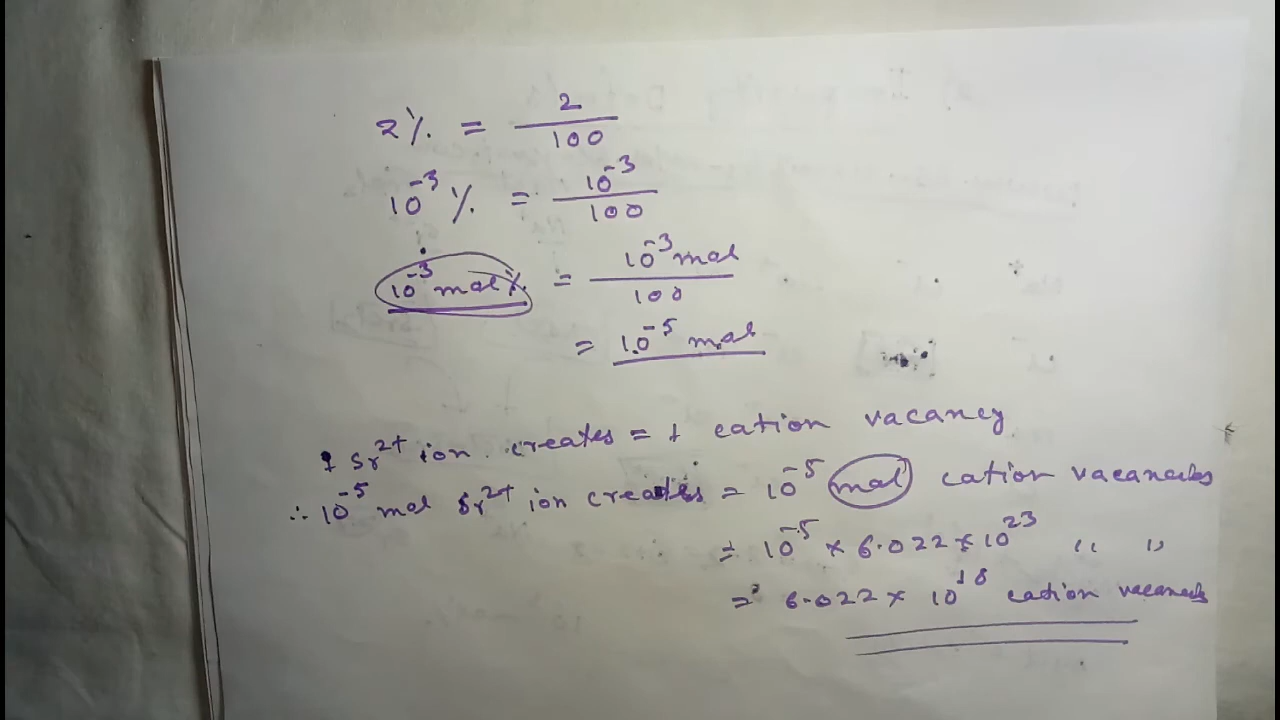 2% = 2/100
10⁻³% = 10⁻³/100
10⁻³ mol% = 10⁻³ mol/100
= 10⁻⁵ mol
1 Sr²⁺ ion creates = 1 cation vacancy
∴ 10⁻⁵ mol Sr²⁺ ion creates = 10⁻⁵ mol cation vacancies
= 10⁻⁵ × 6.022 × 10²³ " "
= 6.022 × 10¹⁸ cation vacancies